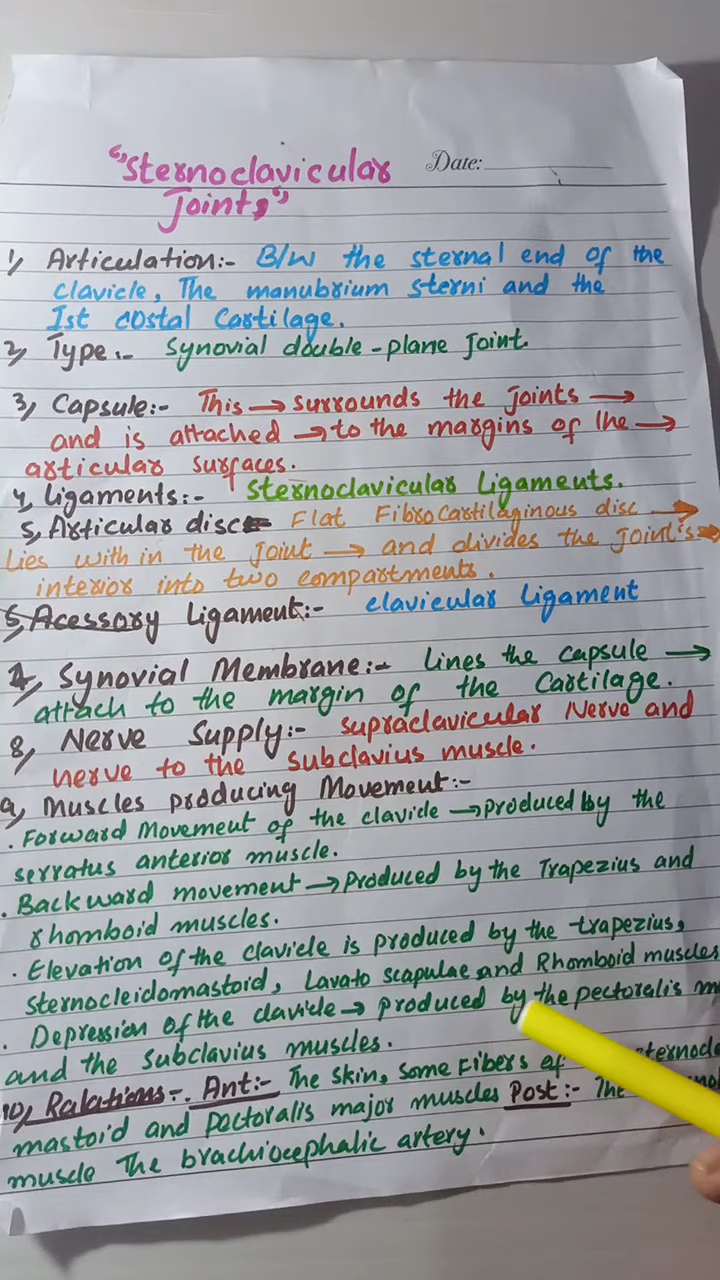 "Sternoclavicular
Date:
Joint,"
1, Articulation:- B/W the sternal end of the
clavicle, The manubrium sterni and the
Ist costal Cartilage.
2, Type:- Synovial double-plane Joint.
3, Capsule:- This → surrounds the joints →
and is attached → to the margins of the →
articular surfaces.
4, Ligaments:- Sternoclavicular Ligaments.
5, Articular disc Flat Fibrocartilaginous disc →
Lies with in the joint → and divides the joint's →
interior into two compartments.
5, Acessory Ligament:- clavicular Ligament
7, Synovial Membrane:- Lines the capsule →
attach to the margin of the Cartilage.
8, Nerve Supply:- supraclavicular Nerve and
nerve to the subclavius muscle.
9, Muscles producing Movement:-
. Forward Movement of the clavicle → produced by the
serratus anterior muscle.
. Backward movement → Produced by the Trapezius and
rhomboid muscles.
. Elevation of the clavicle is produced by the trapezius,
sternocleidomastoid, Lavato scapulae, and Rhomboid muscles
. Depression of the clavicle → produced by the pectoralis
and the subclavius muscles.
10, Ralations:-. Ant:- The Skin, some Fibers of
mastoid and pectoralis major muscles Post:- The
muscle The brachiocephalic artery.